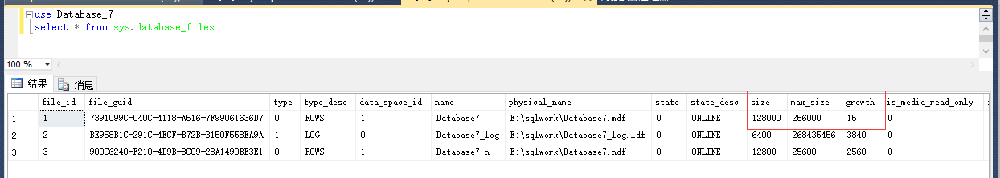 use Database_7
select * from sys.database_files
100 %
结果 消息
file_id file_guid type type_desc data_space_id name physical_name state state_desc size max_size growth is_media_read_only
1 1 7391099C-040C-4118-A516-7F99061636D7 0 ROWS 1 Database7 E:\sqlwork\Database7.mdf 0 ONLINE 128000 256000 15 0
2 2 BE958B1C-291C-4ECF-B72B-B150F558EA9A 1 LOG 0 Database7_log E:\sqlwork\Database7_log.ldf 0 ONLINE 6400 268435456 3840 0
3 3 900C6240-F210-4D9B-8CC9-28A149DBE3E1 0 ROWS 1 Database7_n E:\sqlwork\Database7.ndf 0 ONLINE 12800 25600 2560 0